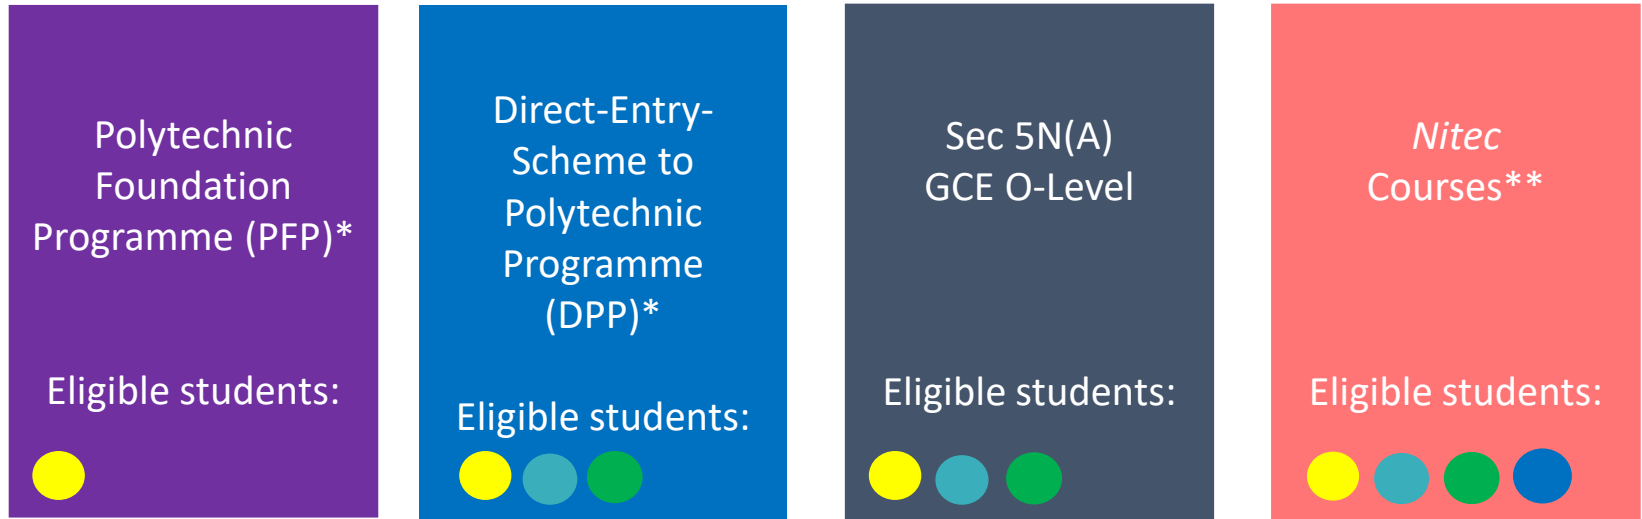 Polytechnic
Foundation
Programme (PFP)*
Eligible students:
Direct-Entry-
Scheme to
Polytechnic
Programme
(DPP)*
Eligible students:
Sec 5N(A)
GCE O-Level
Eligible students:
Nitec
Courses**
Eligible students: